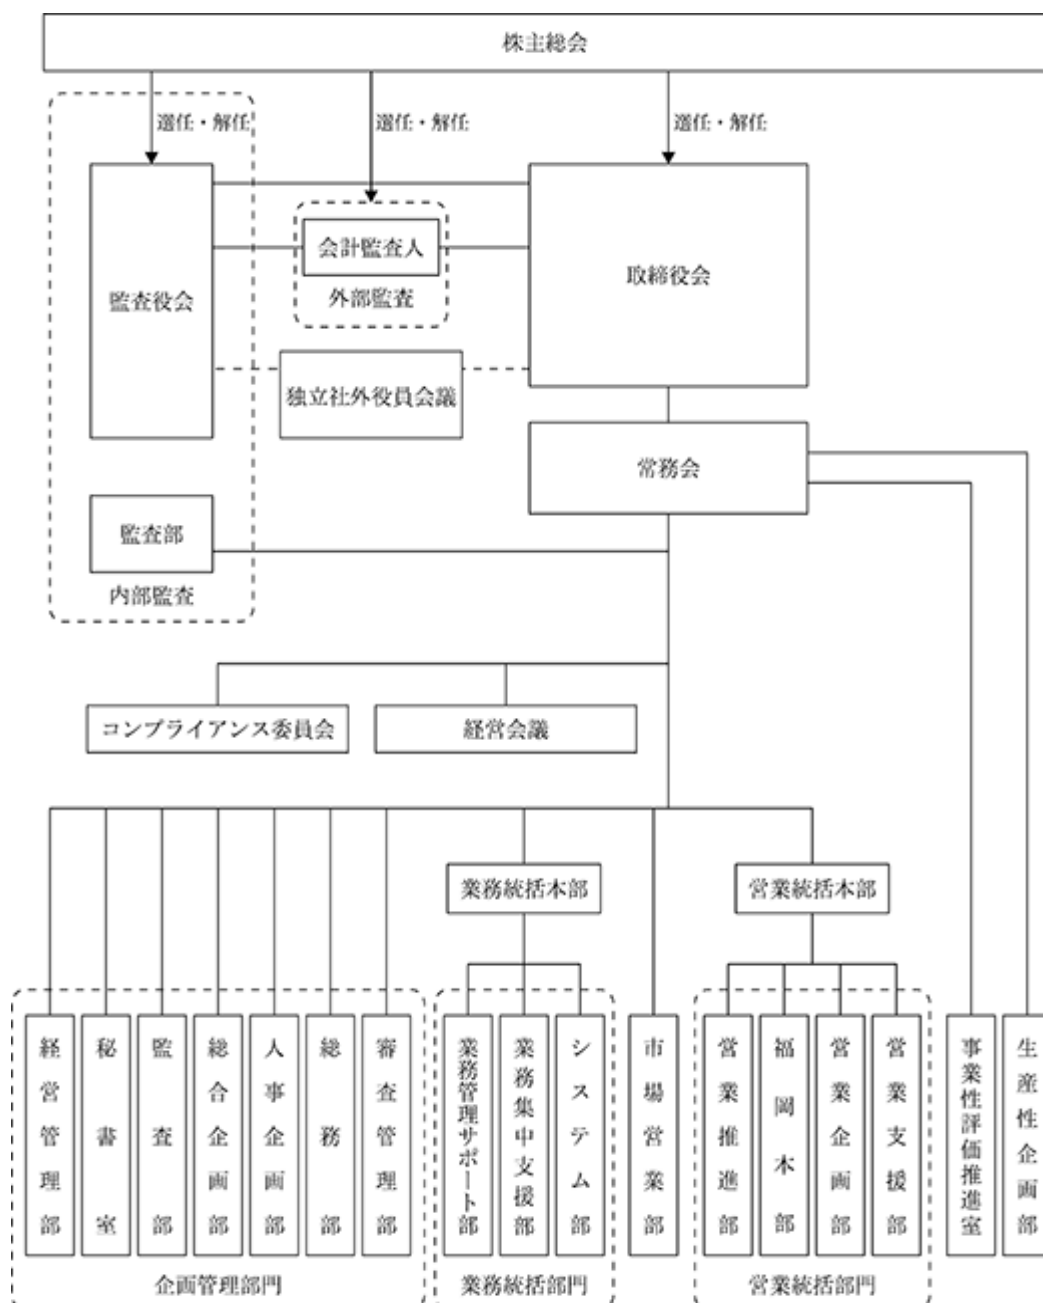 株主総会
選任・解任
選任・解任
選任・解任
監査役会
会計監査人
外部監査
取締役会
独立社外役員会議
常務会
監査部
内部監査
コンプライアンス委員会
経営会議
業務統括本部
営業統括本部
経営管理部
秘書室
監査部
総合企画部
人事企画部
総務部
審査管理部
業務管理サポート部
業務集中支援部
システム部
市場営業部
営業推進部
福岡本部
営業企画部
営業支援部
事業性評価推進室
生産性企画部
企画管理部門
業務統括部門
営業統括部門